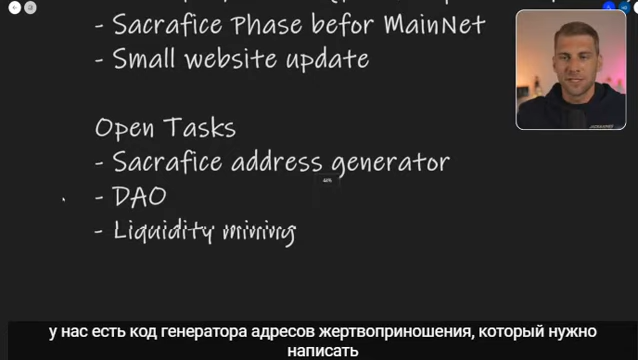 - Sacrafice Phase befor MainNet
- Small website update
Open Tasks
- Sacrafice address generator
- DAO
- Liquidity mining
у нас есть код генератора адресов жертвоприношения, который нужно
написать